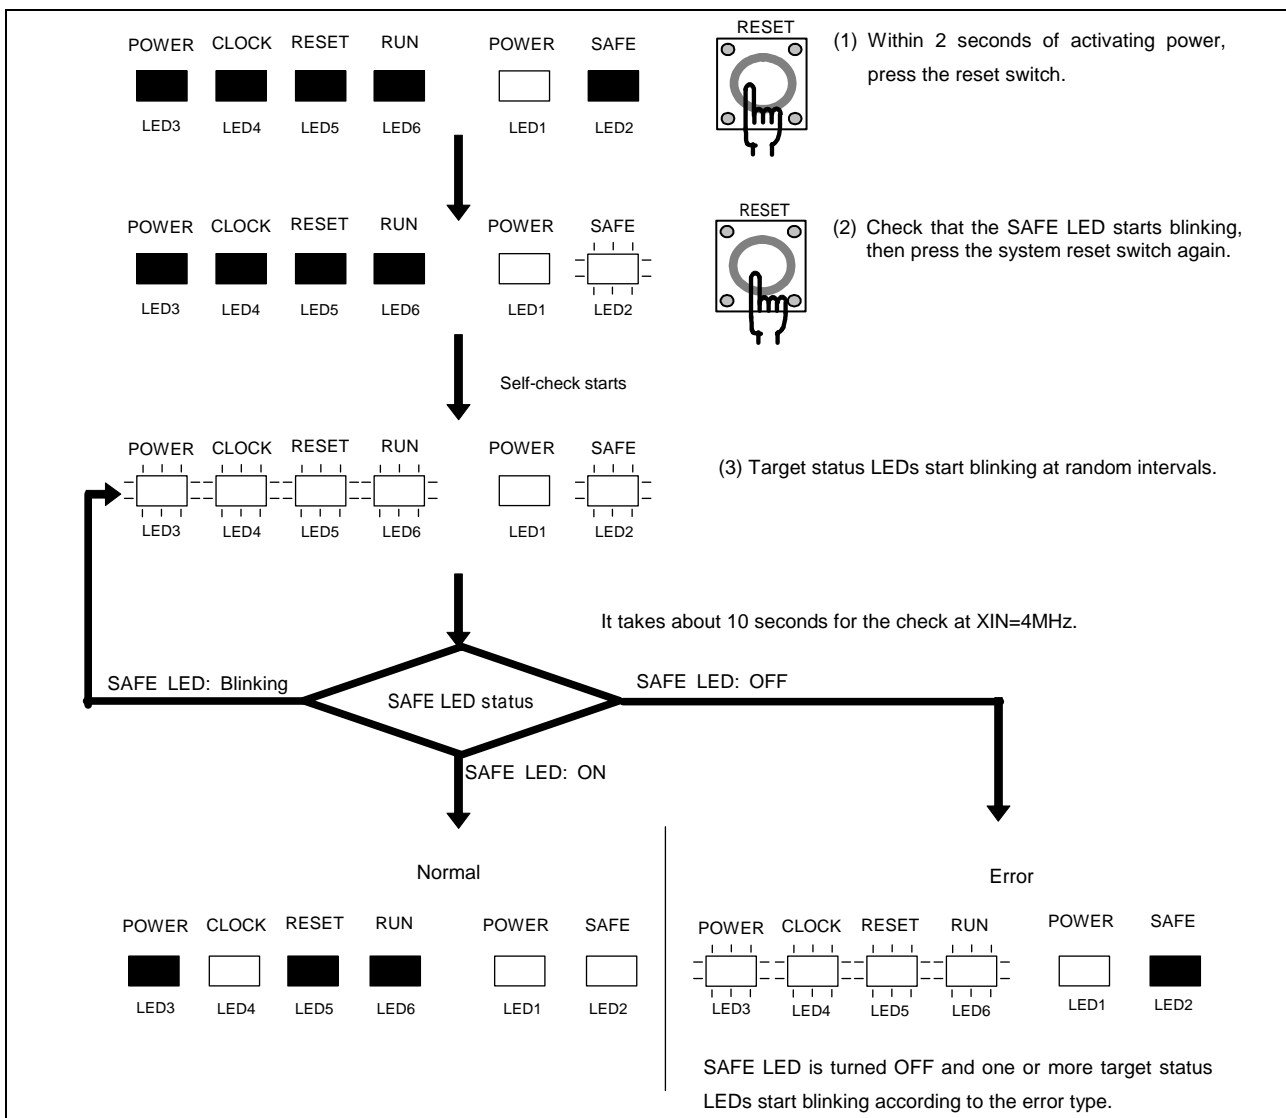 POWER CLOCK RESET RUN POWER SAFE
LED3 LED4 LED5 LED6 LED1 LED2
RESET
(1) Within 2 seconds of activating power,
press the reset switch.
POWER CLOCK RESET RUN POWER SAFE
LED3 LED4 LED5 LED6 LED1 LED2
RESET
(2) Check that the SAFE LED starts blinking,
then press the system reset switch again.
Self-check starts
POWER CLOCK RESET RUN POWER SAFE
LED3 LED4 LED5 LED6 LED1 LED2
(3) Target status LEDs start blinking at random intervals.
It takes about 10 seconds for the check at XIN=4MHz.
SAFE LED: Blinking
SAFE LED status
SAFE LED: OFF
SAFE LED: ON
Normal
POWER CLOCK RESET RUN POWER SAFE
LED3 LED4 LED5 LED6 LED1 LED2
Error
POWER CLOCK RESET RUN POWER SAFE
LED3 LED4 LED5 LED6 LED1 LED2
SAFE LED is turned OFF and one or more target status
LEDs start blinking according to the error type.